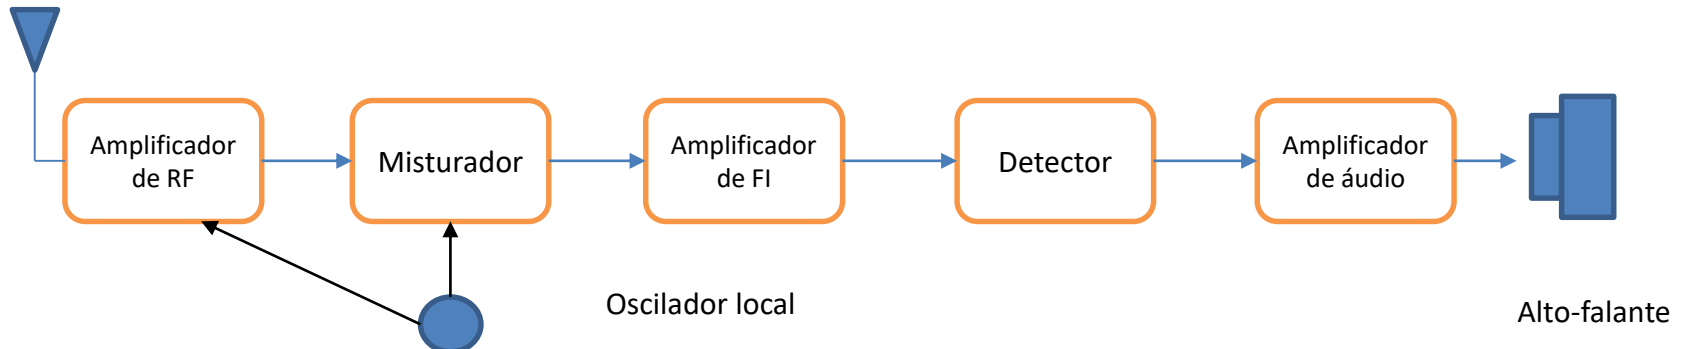 Amplificador
de RF
Misturador
Amplificador
de FI
Detector
Amplificador
de áudio
Oscilador local
Alto-falante